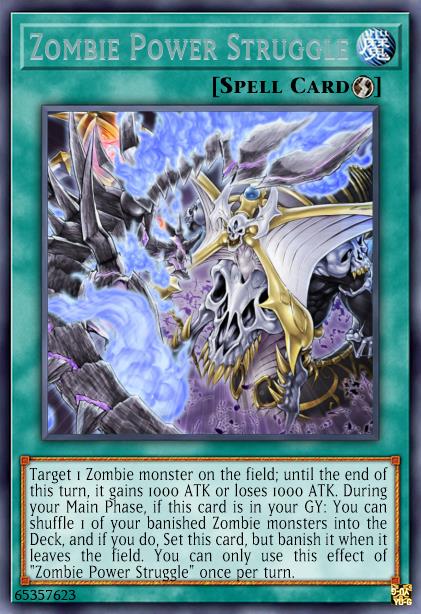 Zombie Power Struggle 魔
[Spell Card]
Target 1 Zombie monster on the field; until the end of
this turn, it gains 1000 ATK or loses 1000 ATK. During
your Main Phase, if this card is in your GY: You can
shuffle 1 of your banished Zombie monsters into the
Deck, and if you do, Set this card, but banish it when it
leaves the field. You can only use this effect of
"Zombie Power Struggle" once per turn.
65357623